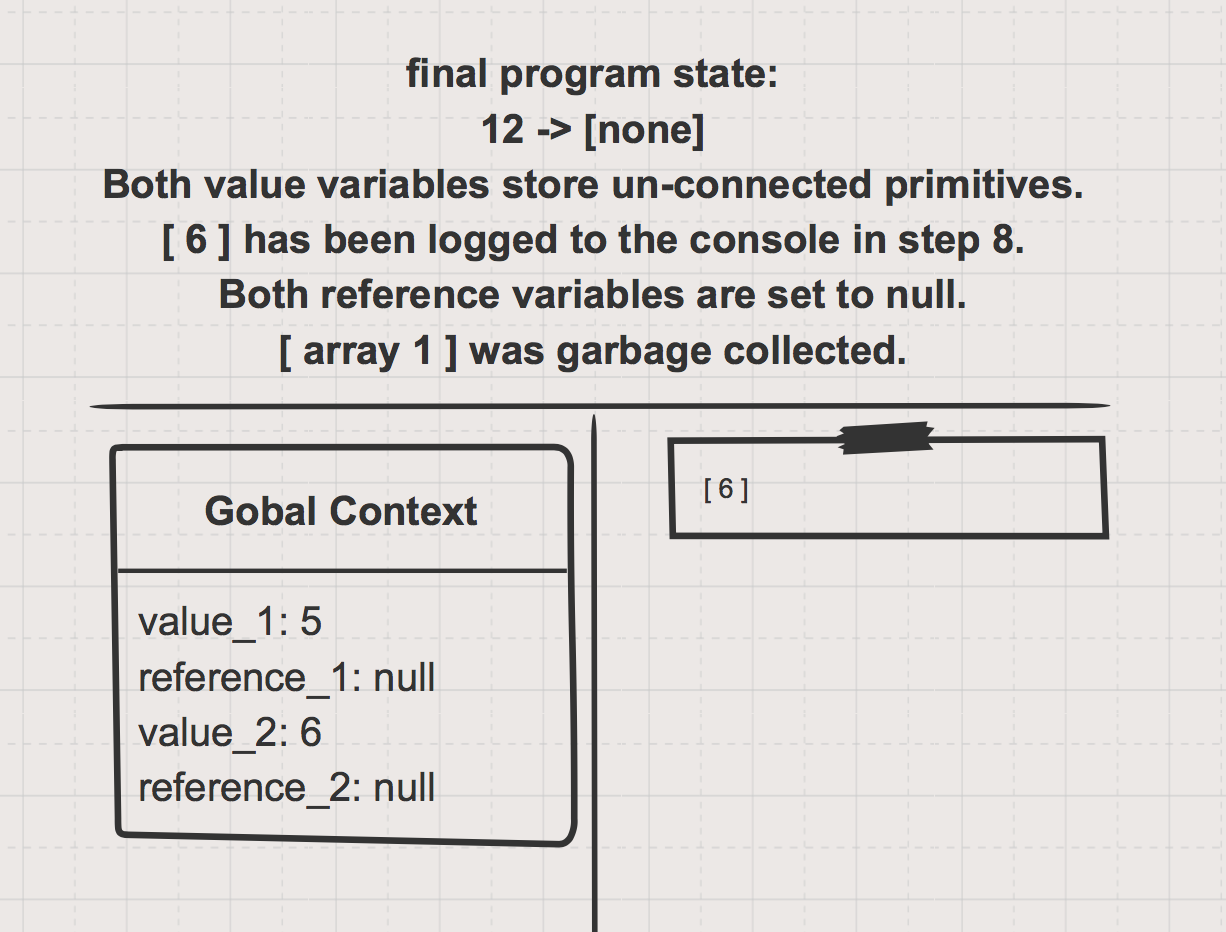 final program state:
12 -> [none]
Both value variables store un-connected primitives.
[ 6 ] has been logged to the console in step 8.
Both reference variables are set to null.
[ array 1 ] was garbage collected.
Gobal Context
value_1: 5
reference_1: null
value_2: 6
reference_2: null
[ 6 ]